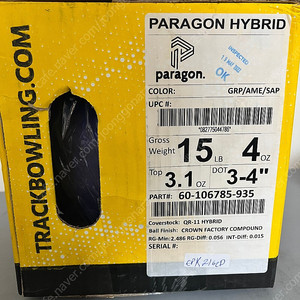 TRACKBOWLING.COM
PARAGON HYBRID
paragon.
INSPECTED
OK
COLOR: GRP/AME/SAP
UPC #:
Gross Weight 15 LB 4 OZ
Top 3.1 OZ DOT 3-4"
PART#: 60-106785-935
Coverstock: QR-11 HYBRID
Ball Finish: CROWN FACTORY COMPOUND
RG-Min: 2.486 RG-Diff: 0.056 INT-Diff: 0.015
SERIAL #: